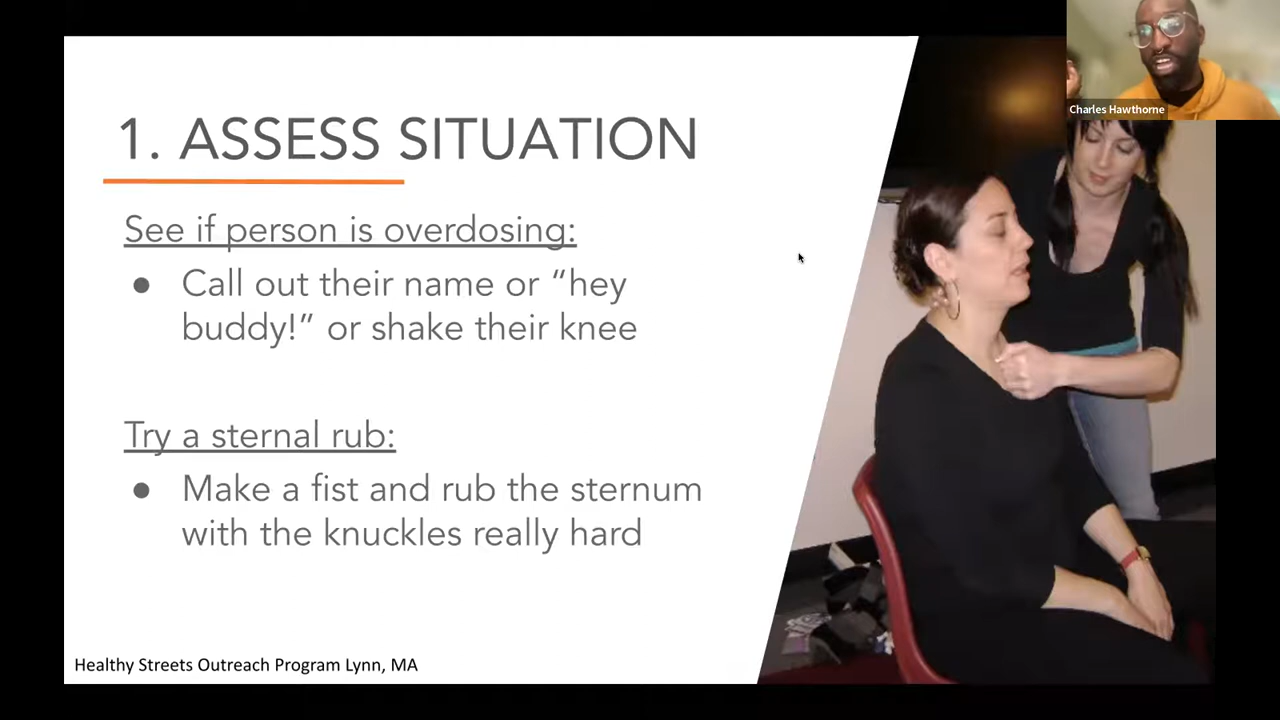 Charles Hawthorne
1. ASSESS SITUATION
See if person is overdosing:
● Call out their name or “hey
buddy!” or shake their knee
Try a sternal rub:
● Make a fist and rub the sternum
with the knuckles really hard
Healthy Streets Outreach Program Lynn, MA